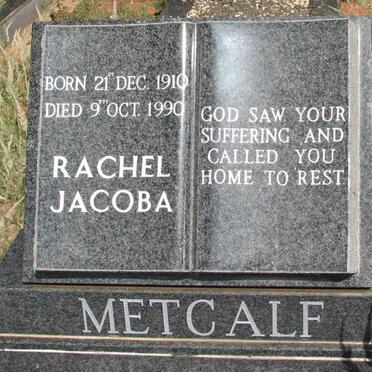 BORN 21ST DEC. 1910
DIED 9TH OCT. 1990
RACHEL
JACOBA
GOD SAW YOUR
SUFFERING AND
CALLED YOU
HOME TO REST
METCALF